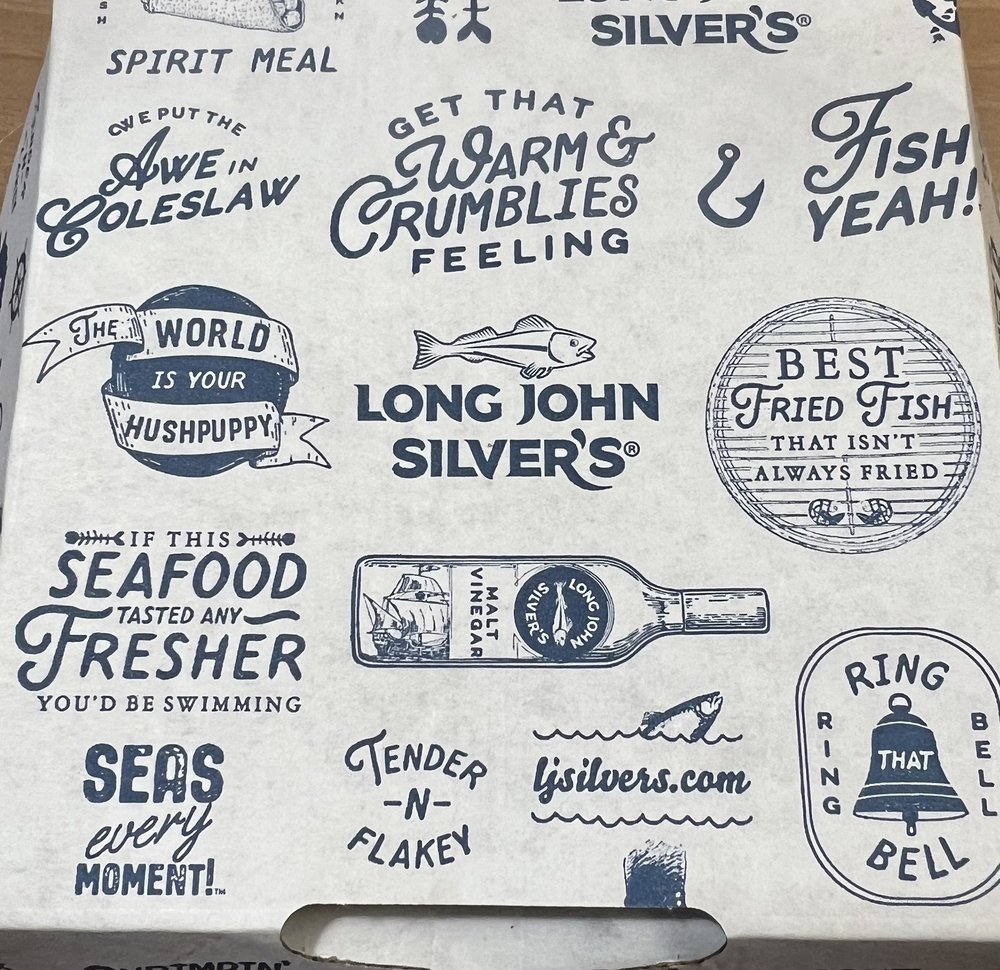 SPIRIT MEAL
SILVER'S®
WE PUT THE
AWE IN
COLESLAW
GET THAT
WARM &
CRUMBLIES
FEELING
FISH
YEAH!
THE WORLD
IS YOUR
HUSHPUPPY
LONG JOHN
SILVER'S®
BEST
FRIED FISH
THAT ISN'T
ALWAYS FRIED
IF THIS
SEAFOOD
TASTED ANY
FRESHER
YOU'D BE SWIMMING
MALT
VINEGAR
LONG JOHN
SILVER'S
RING
RING
THAT
BELL
BELL
SEAS
every
MOMENT!™
TENDER
-N-
FLAKEY
ljsilvers.com